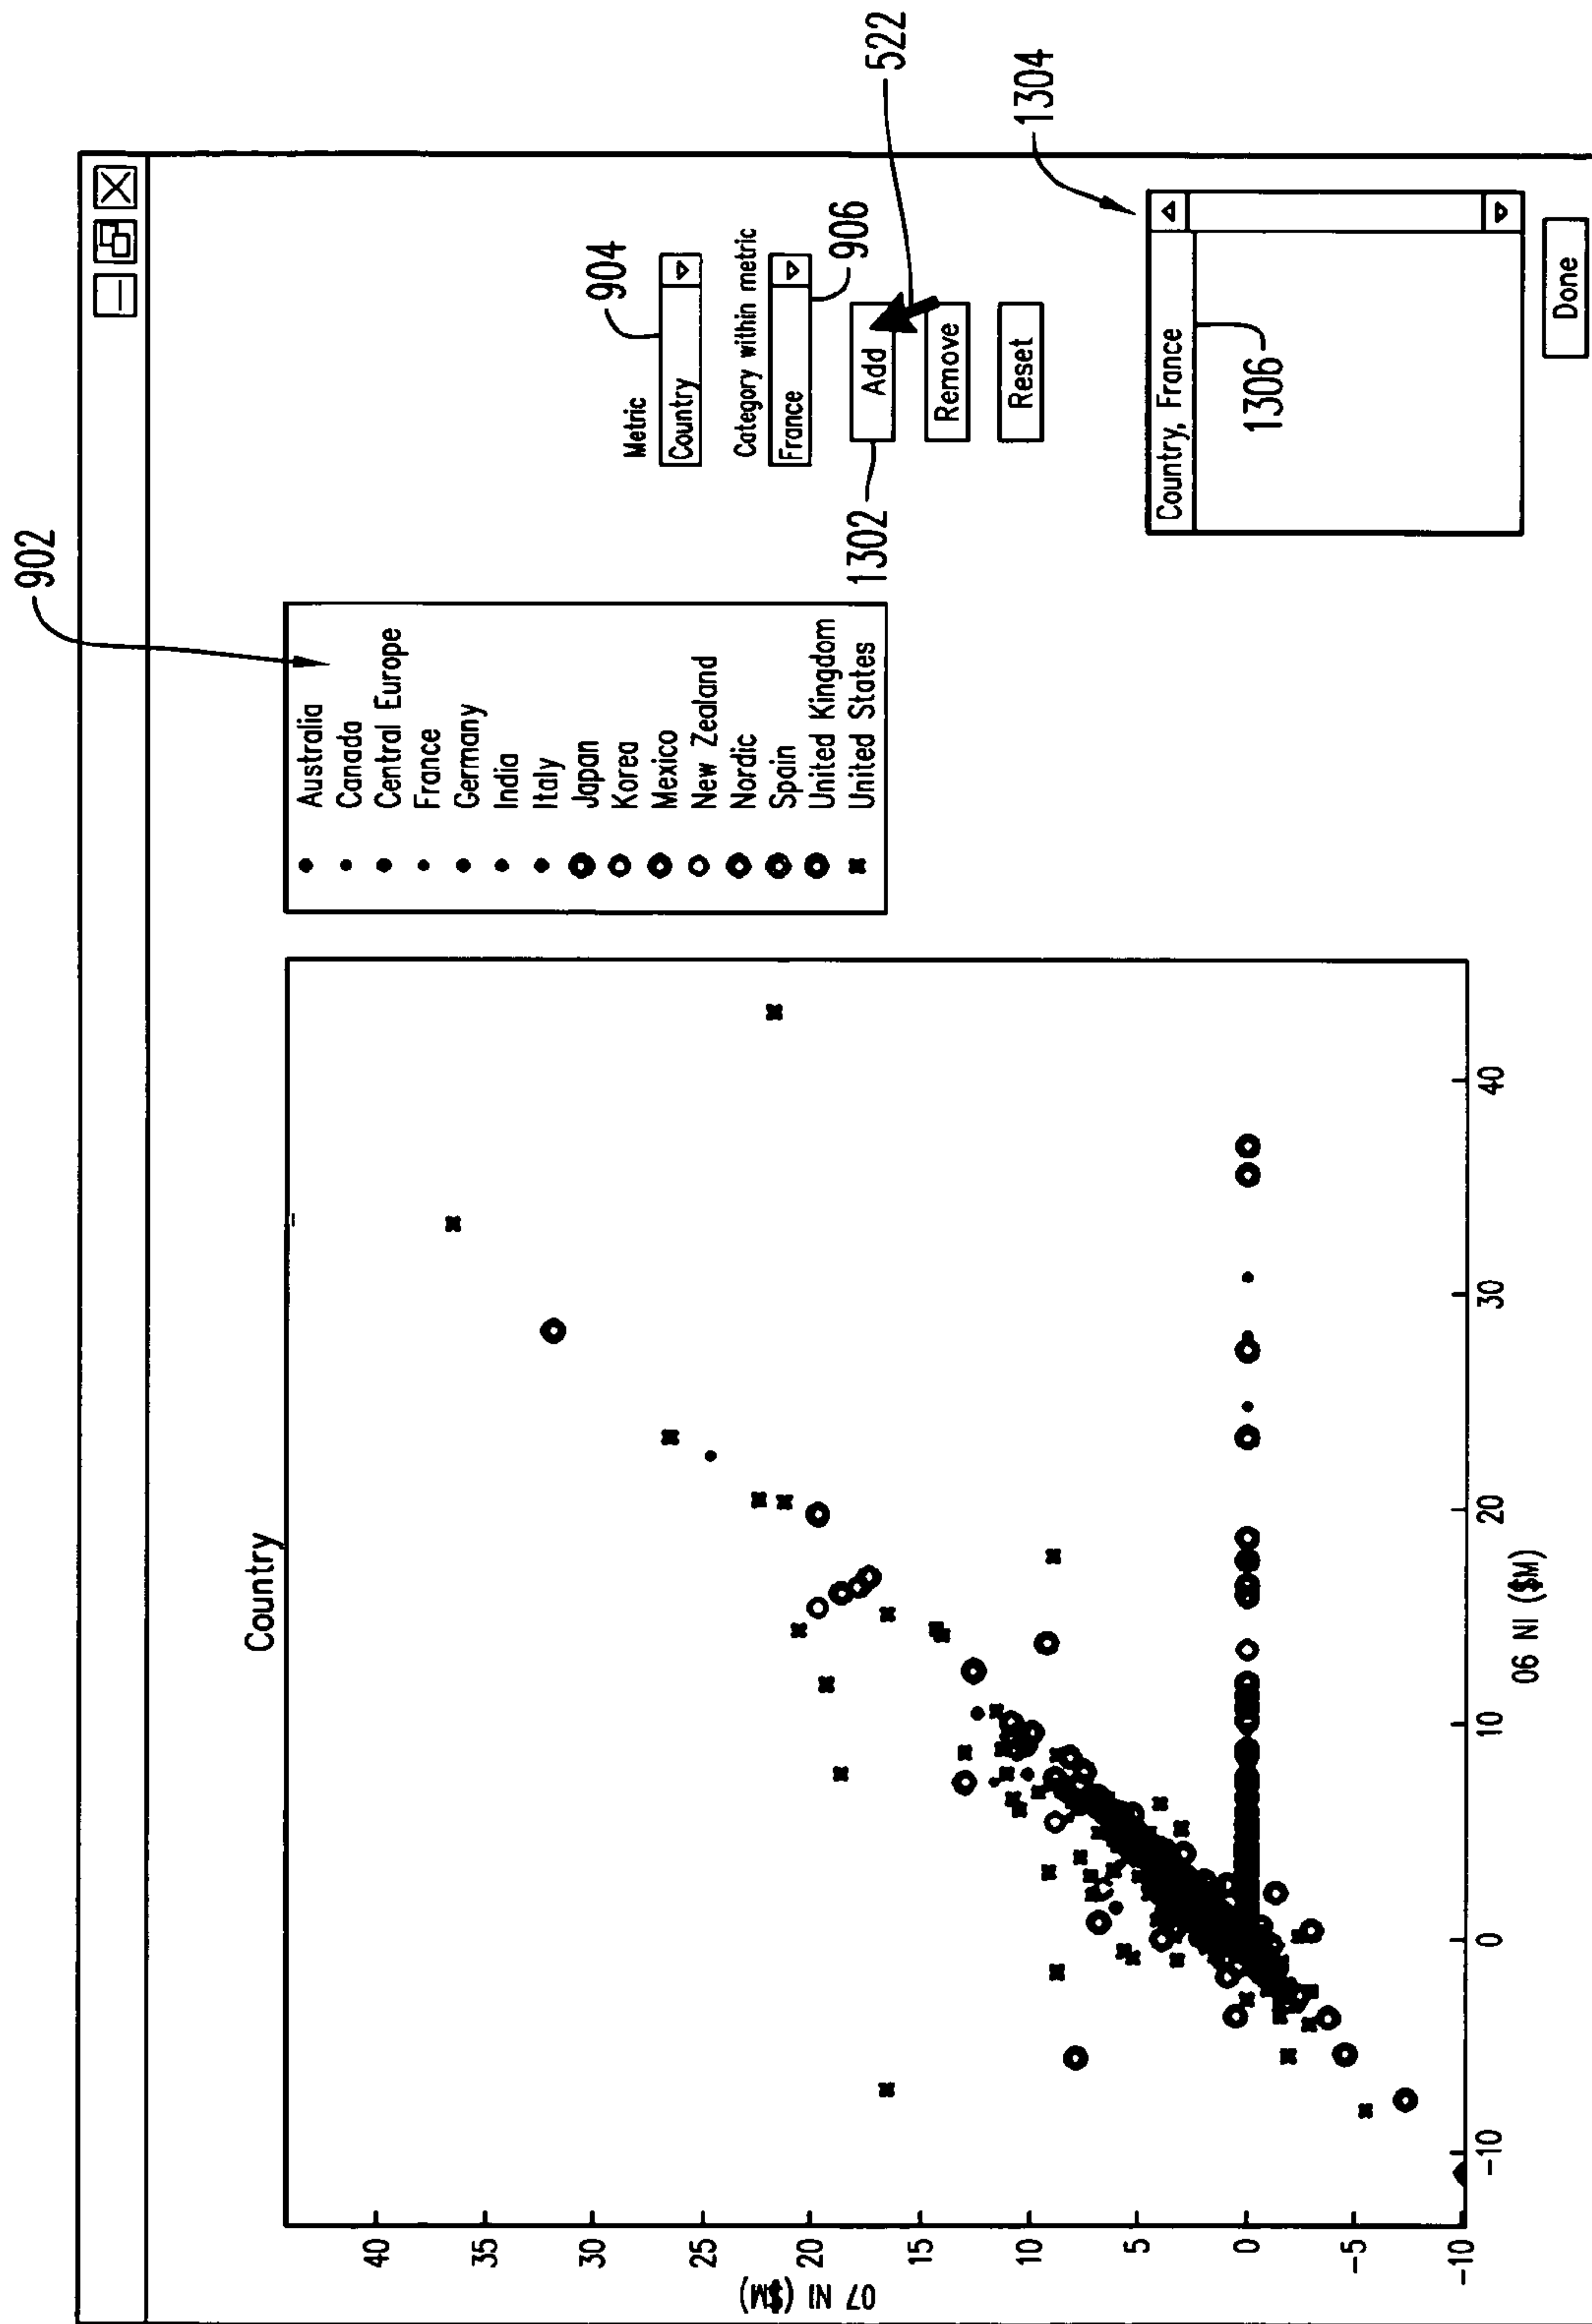 902
Country
40
35
30
25
20
15
10
5
0
-5
-10
07 NI ($M)
-10
0
10
20
30
40
06 NI ($M)
Australia
Canada
Central Europe
France
Germany
India
Italy
Japan
Korea
Mexico
New Zealand
Nordic
Spain
United Kingdom
United States
904
Metric
Country
Category within metric
France
906
1302
Add
522
Remove
Reset
1304
Country, France
1306
Done